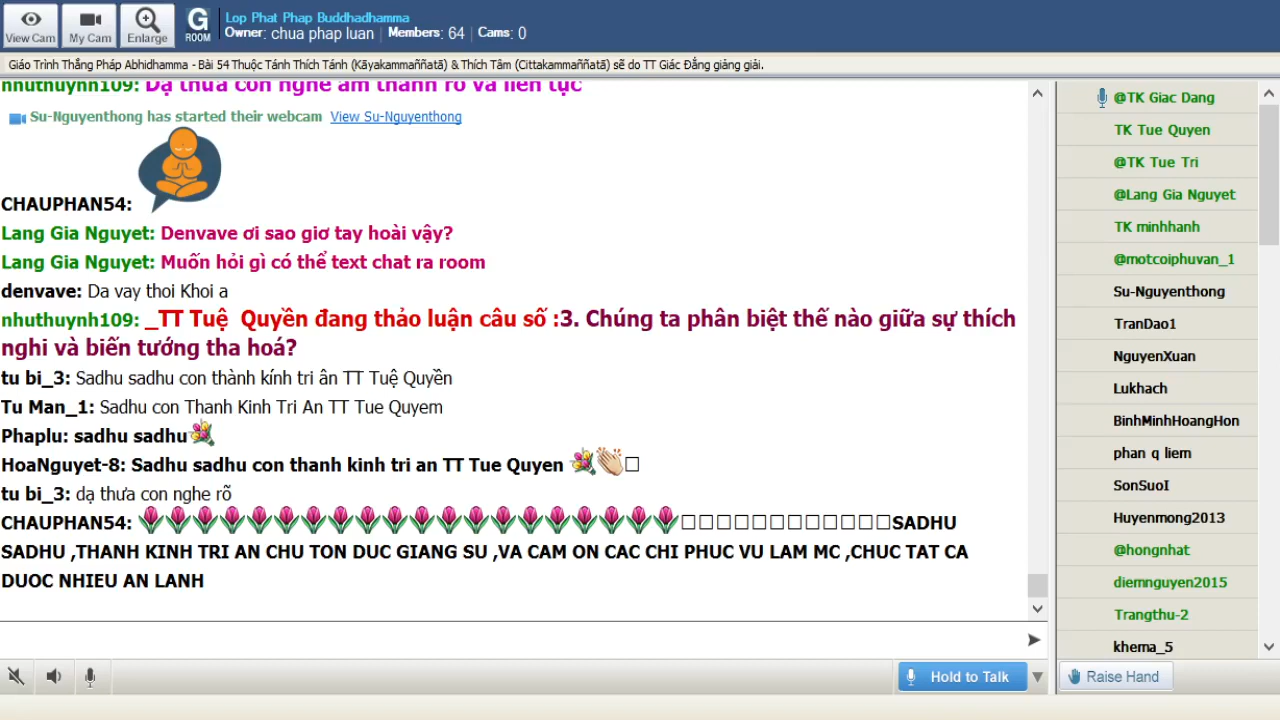 View Cam
My Cam
Enlarge
G
ROOM
Lop Phat Phap Buddhadhamma
Owner: chua phap luan | Members: 64 | Cams: 0
Giáo Trình Thắng Pháp Abhidhamma - Bài 54 Thuộc Tánh Thích Tánh (Kāyakammaññatā) & Thích Tâm (Cittakammaññatā) sẽ do TT Giác Đẳng giảng giải.
nhuthuynh109: Dạ thưa con nghe âm thanh rõ và liên tục
Su-Nguyenthong has started their webcam View Su-Nguyenthong
CHAUPHAN54:
Lang Gia Nguyet: Denvave ơi sao giơ tay hoài vậy?
Lang Gia Nguyet: Muốn hỏi gì có thể text chat ra room
denvave: Da vay thoi Khoi a
nhuthuynh109: _TT Tuệ Quyền đang thảo luận câu số :3. Chúng ta phân biệt thế nào giữa sự thích
nghi và biến tướng tha hoá?
tu bi_3: Sadhu sadhu con thành kính tri ân TT Tuệ Quyền
Tu Man_1: Sadhu con Thanh Kinh Tri An TT Tue Quyem
Phaplu: sadhu sadhu
HoaNguyet-8: Sadhu sadhu con thanh kinh tri an TT Tue Quyen
tu bi_3: dạ thưa con nghe rõ
CHAUPHAN54: SADHU
SADHU ,THANH KINH TRI AN CHU TON DUC GIANG SU ,VA CAM ON CAC CHI PHUC VU LAM MC ,CHUC TAT CA
DUOC NHIEU AN LANH
Hold to Talk
@TK Giac Dang
TK Tue Quyen
@TK Tue Tri
@Lang Gia Nguyet
TK minhhanh
@motcoiphuvan_1
Su-Nguyenthong
TranDao1
NguyenXuan
Lukhach
BinhMinhHoangHon
phan q liem
SonSuoI
Huyenmong2013
@hongnhat
diemnguyen2015
Trangthu-2
khema_5
Raise Hand